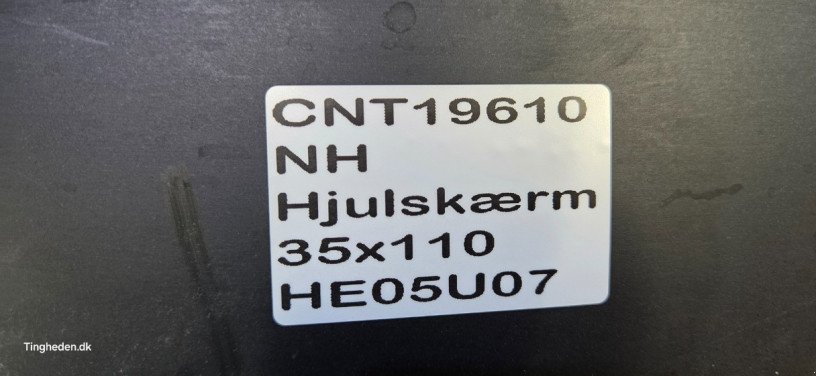 CNT19610
NH
Hjulskærm
35x110
HE05U07
Tingheden.dk